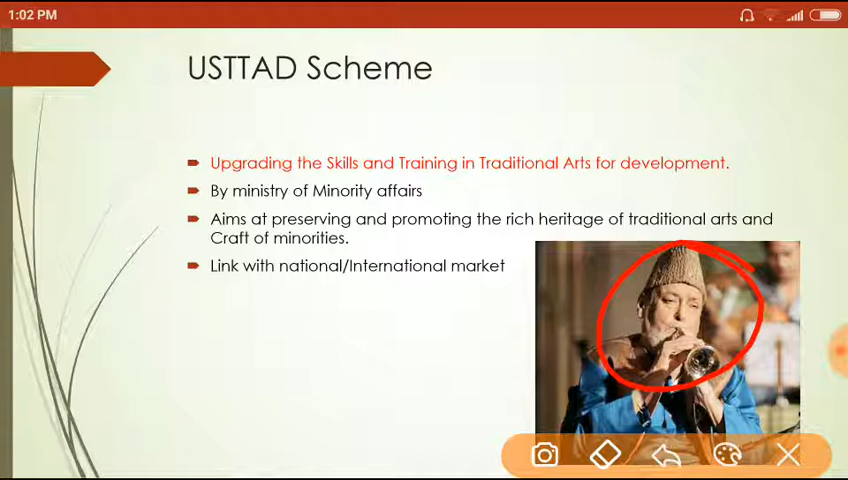 1:02 PM
USTTAD Scheme
Upgrading the Skills and Training in Traditional Arts for development.
By ministry of Minority affairs
Aims at preserving and promoting the rich heritage of traditional arts and
Craft of minorities.
Link with national/International market